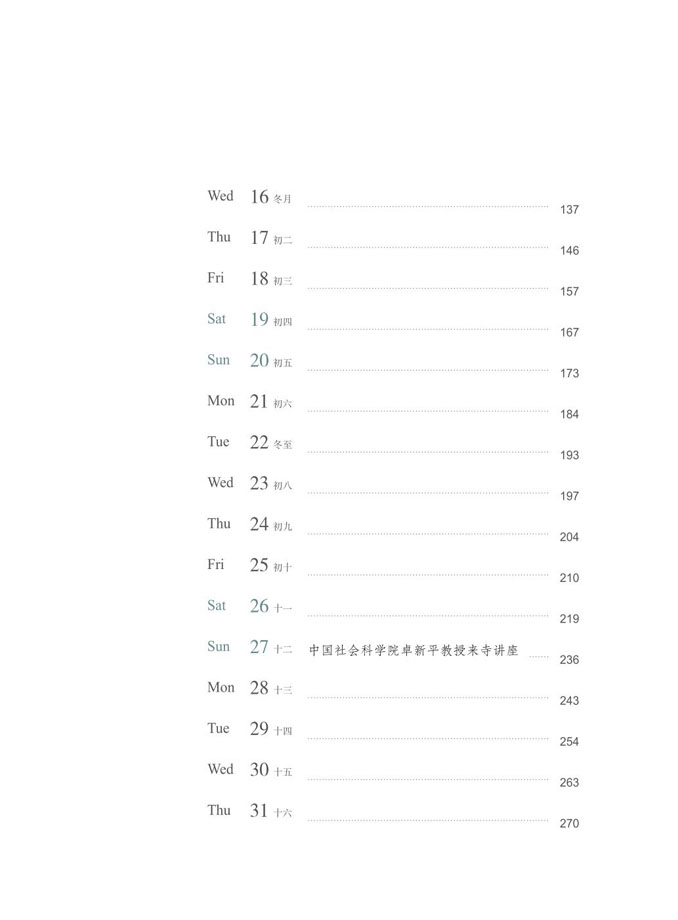 Wed 16 冬月 137
Thu 17 初二 146
Fri 18 初三 157
Sat 19 初四 167
Sun 20 初五 173
Mon 21 初六 184
Tue 22 冬至 193
Wed 23 初八 197
Thu 24 初九 204
Fri 25 初十 210
Sat 26 十一 219
Sun 27 十二 中国社会科学院卓新平教授来寺讲座 236
Mon 28 十三 243
Tue 29 十四 254
Wed 30 十五 263
Thu 31 十六 270